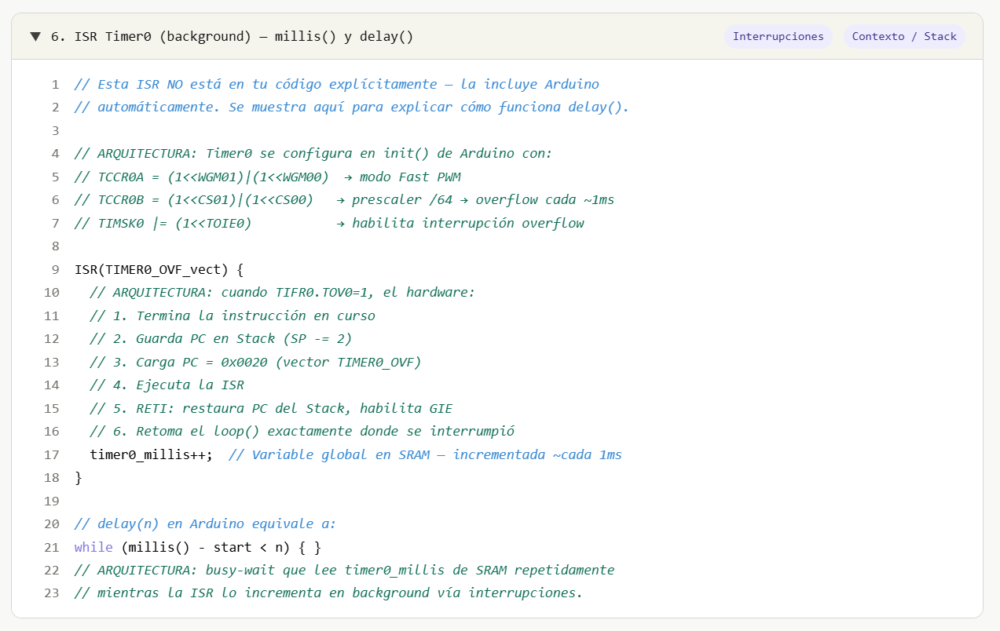 ▼ 6. ISR Timer0 (background) — millis() y delay() Interrupciones Contexto / Stack
1 // Esta ISR NO está en tu código explícitamente — la incluye Arduino
2 // automáticamente. Se muestra aquí para explicar cómo funciona delay().
3
4 // ARQUITECTURA: Timer0 se configura en init() de Arduino con:
5 // TCCR0A = (1<<WGM01)|(1<<WGM00)  → modo Fast PWM
6 // TCCR0B = (1<<CS01)|(1<<CS00)   → prescaler /64 → overflow cada ~1ms
7 // TIMSK0 |= (1<<TOIE0)           → habilita interrupción overflow
8
9 ISR(TIMER0_OVF_vect) {
10   // ARQUITECTURA: cuando TIFR0.TOV0=1, el hardware:
11   // 1. Termina la instrucción en curso
12   // 2. Guarda PC en Stack (SP -= 2)
13   // 3. Carga PC = 0x0020 (vector TIMER0_OVF)
14   // 4. Ejecuta la ISR
15   // 5. RETI: restaura PC del Stack, habilita GIE
16   // 6. Retoma el loop() exactamente donde se interrumpió
17   timer0_millis++;  // Variable global en SRAM — incrementada ~cada 1ms
18 }
19
20 // delay(n) en Arduino equivale a:
21 while (millis() - start < n) { }
22 // ARQUITECTURA: busy-wait que lee timer0_millis de SRAM repetidamente
23 // mientras la ISR lo incrementa en background vía interrupciones.